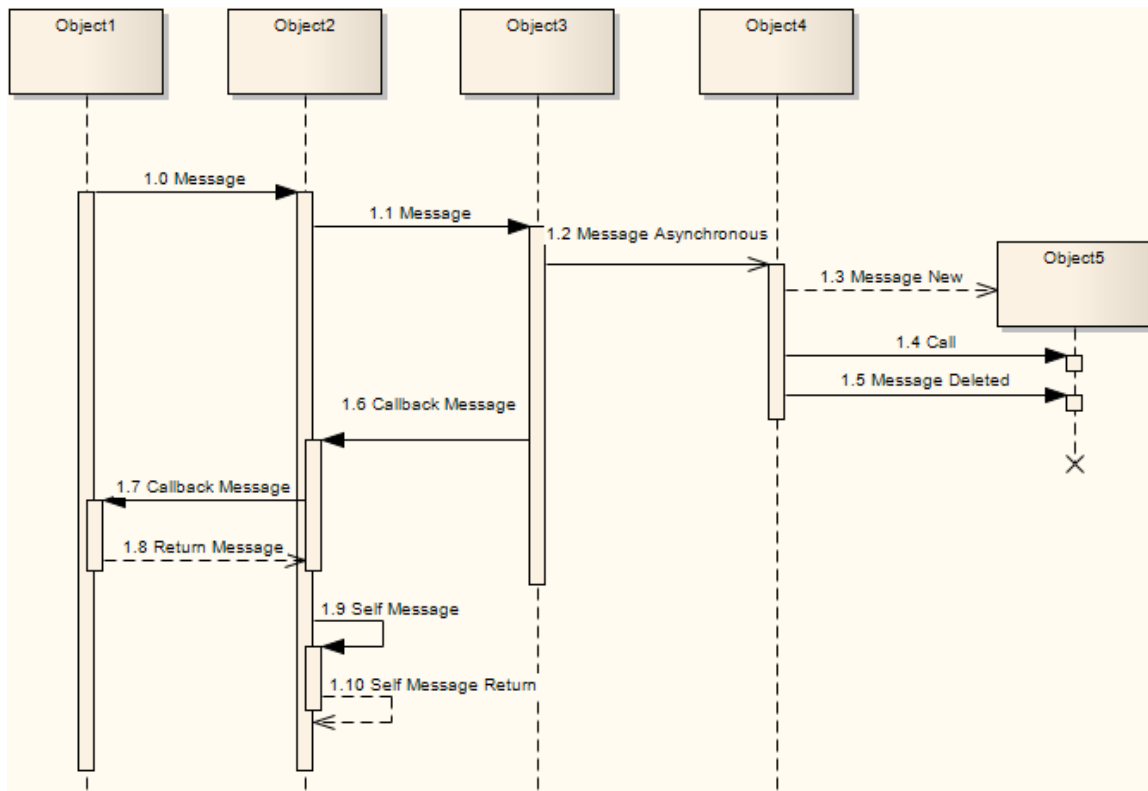 Object1
Object2
Object3
Object4
1.0 Message
1.1 Message
1.2 Message Asynchronous
Object5
1.3 Message New
1.4 Call
1.5 Message Deleted
1.6 Callback Message
1.7 Callback Message
1.8 Return Message
1.9 Self Message
1.10 Self Message Return